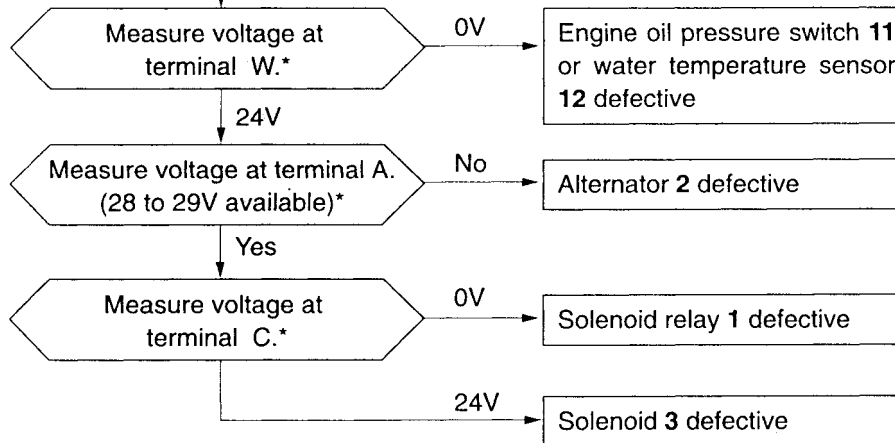 Measure voltage at
terminal W.*
0V
Engine oil pressure switch 11
or water temperature sensor
12 defective
24V
Measure voltage at terminal A.
(28 to 29V available)*
No
Alternator 2 defective
Yes
Measure voltage at
terminal C.*
0V
Solenoid relay 1 defective
24V
Solenoid 3 defective